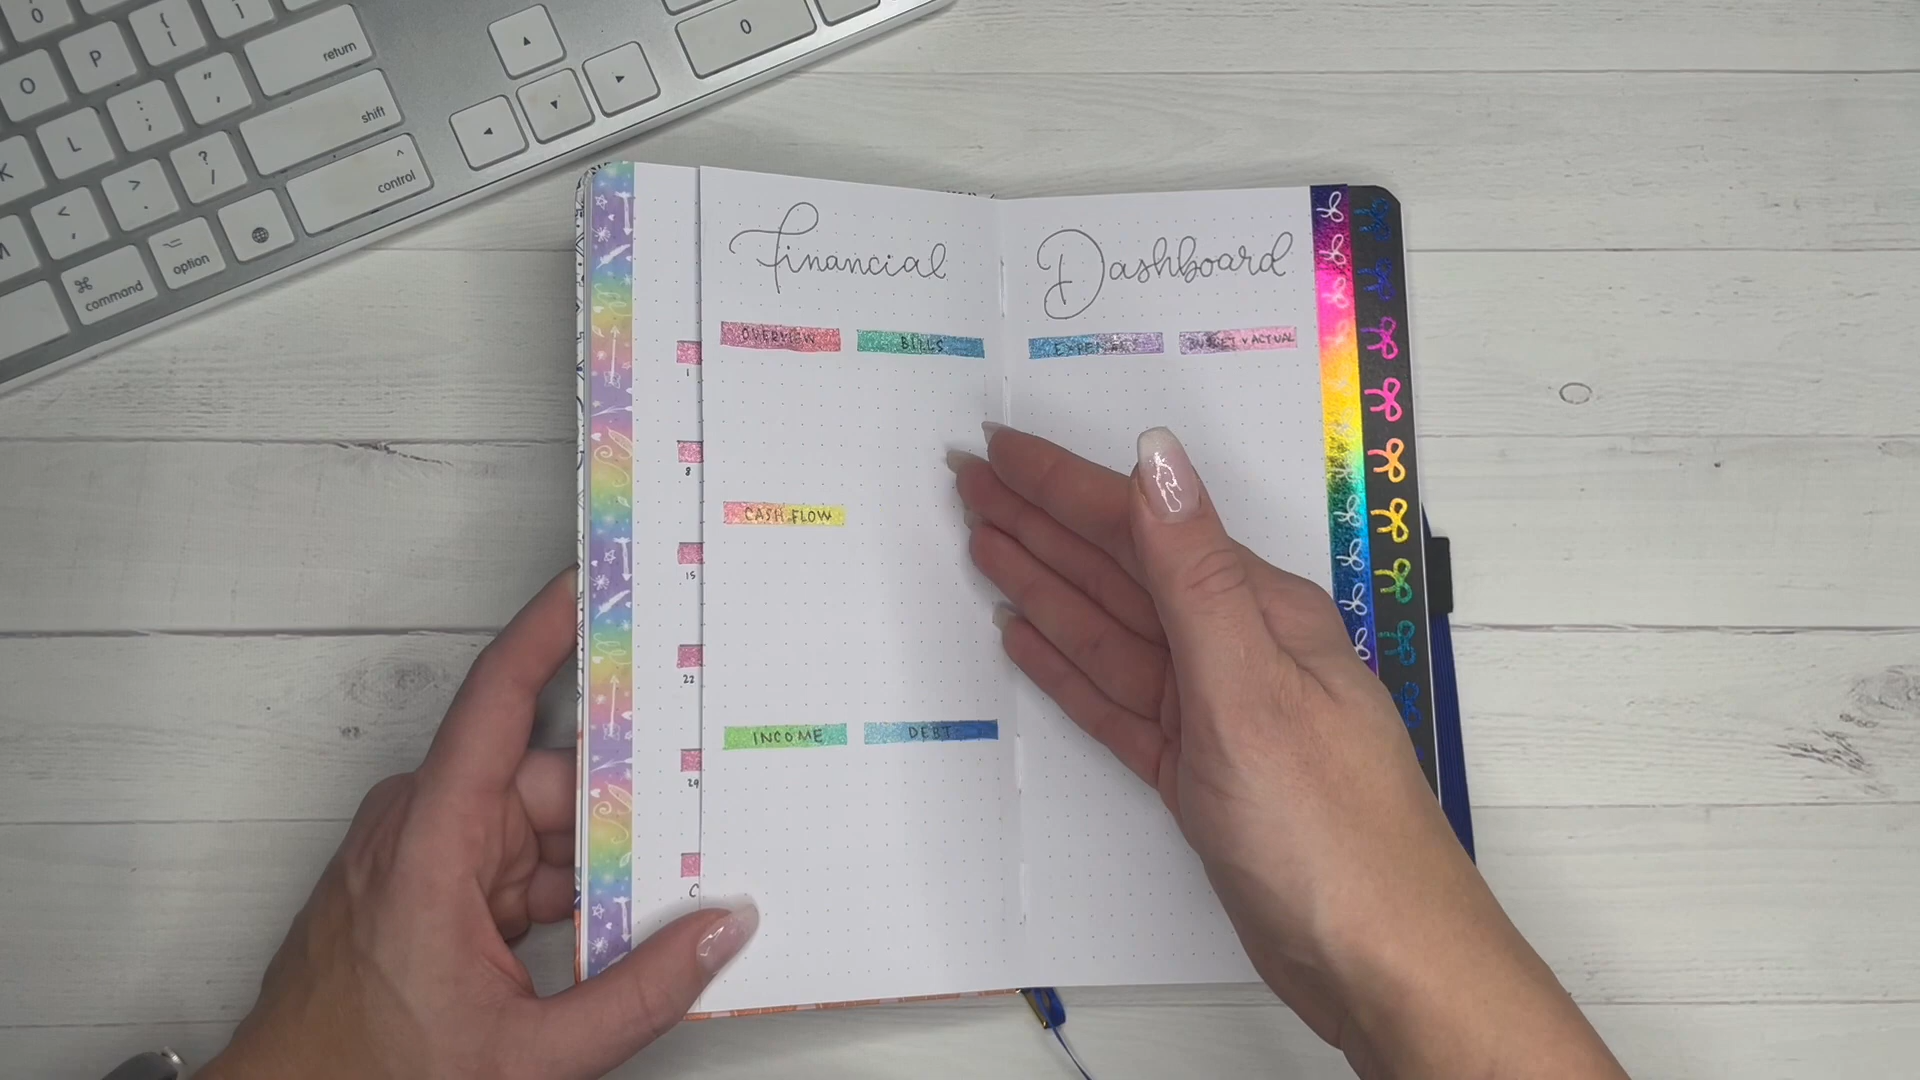 O
P
{
[
return
0
L
:
;
"
'
shift
K
<
,
>
.
?
/
^
control
M
⌘
command
⌥
option
Financial Dashboard
OVERVIEW BILLS EXPENSES BUDGET v ACTUAL
1
8
CASH FLOW
15
22
INCOME DEBT
29
C